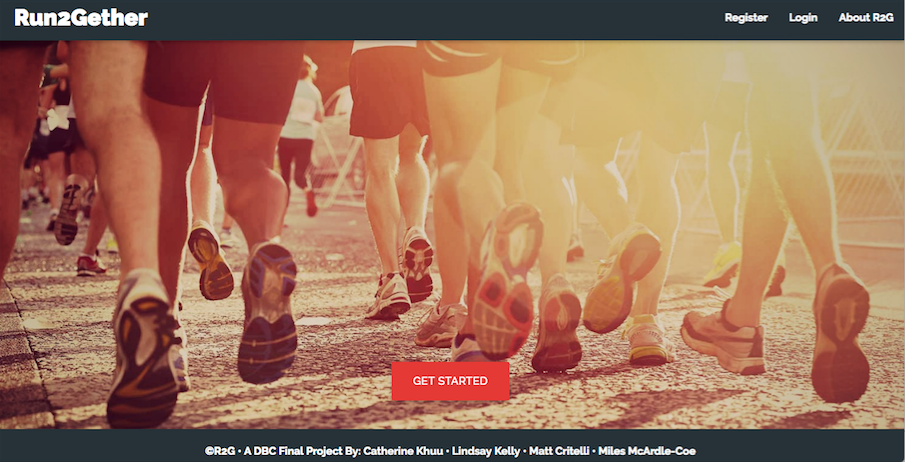 Run2Gether
Register Login About R2G
GET STARTED
©R2G • A DBC Final Project By: Catherine Khuu • Lindsay Kelly • Matt Critelli • Miles McArdle-Coe